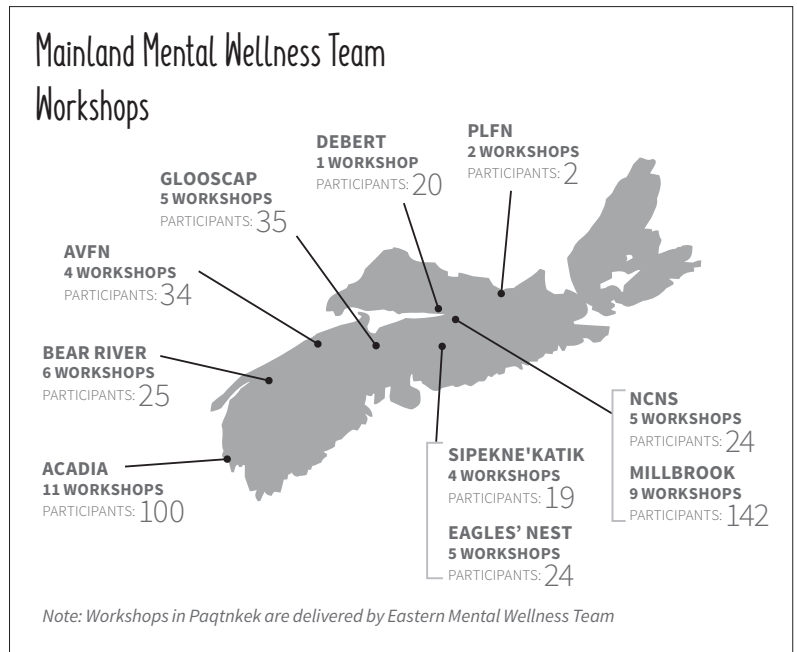 Mainland Mental Wellness Team
Workshops
PLFN
2 WORKSHOPS
PARTICIPANTS: 2
DEBERT
1 WORKSHOP
PARTICIPANTS: 20
GLOOSCAP
5 WORKSHOPS
PARTICIPANTS: 35
AVFN
4 WORKSHOPS
PARTICIPANTS: 34
BEAR RIVER
6 WORKSHOPS
PARTICIPANTS: 25
ACADIA
11 WORKSHOPS
PARTICIPANTS: 100
SIPEKNE'KATIK
4 WORKSHOPS
PARTICIPANTS: 19
EAGLES’ NEST
5 WORKSHOPS
PARTICIPANTS: 24
NCNS
5 WORKSHOPS
PARTICIPANTS: 24
MILLBROOK
9 WORKSHOPS
PARTICIPANTS: 142
Note: Workshops in Paqtnkek are delivered by Eastern Mental Wellness Team